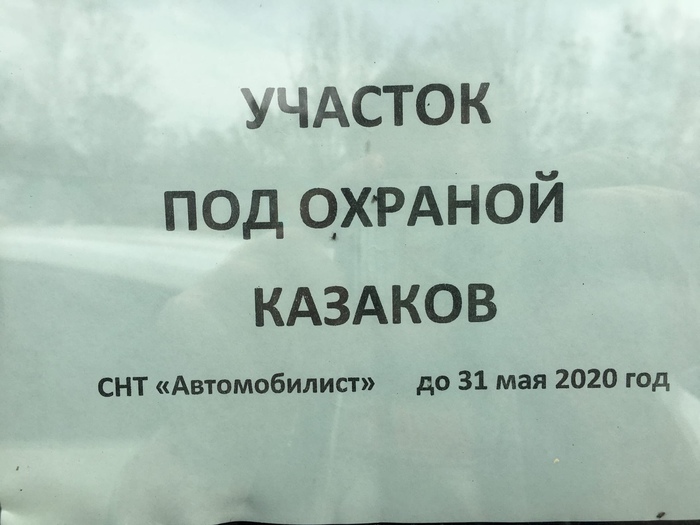 УЧАСТОК
ПОД ОХРАНОЙ
КАЗАКОВ
СНТ «Автомобилист» до 31 мая 2020 год